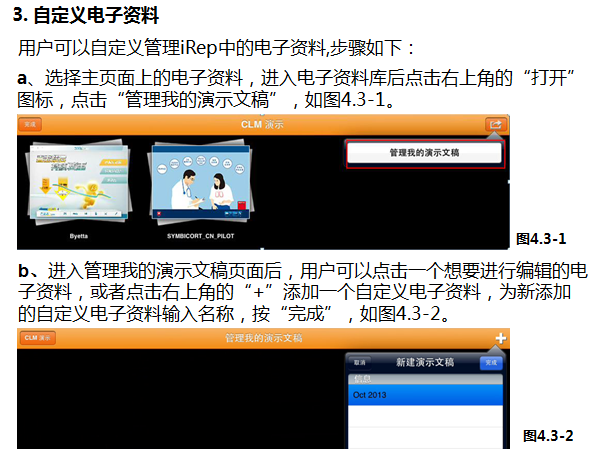 3. 自定义电子资料
用户可以自定义管理iRep中的电子资料,步骤如下：
a、选择主页面上的电子资料，进入电子资料库后点击右上角的“打开”
图标，点击“管理我的演示文稿”，如图4.3-1。
完成
CLM 演示
管理我的演示文稿
Byetta
SYMBICORT_CN_PILOT
图4.3-1
b、进入管理我的演示文稿页面后，用户可以点击一个想要进行编辑的电
子资料，或者点击右上角的“+”添加一个自定义电子资料，为新添加
的自定义电子资料输入名称，按“完成”，如图4.3-2。
CLM 演示
管理我的演示文稿
+
取消
新建演示文稿
完成
信息
Oct 2013
图4.3-2